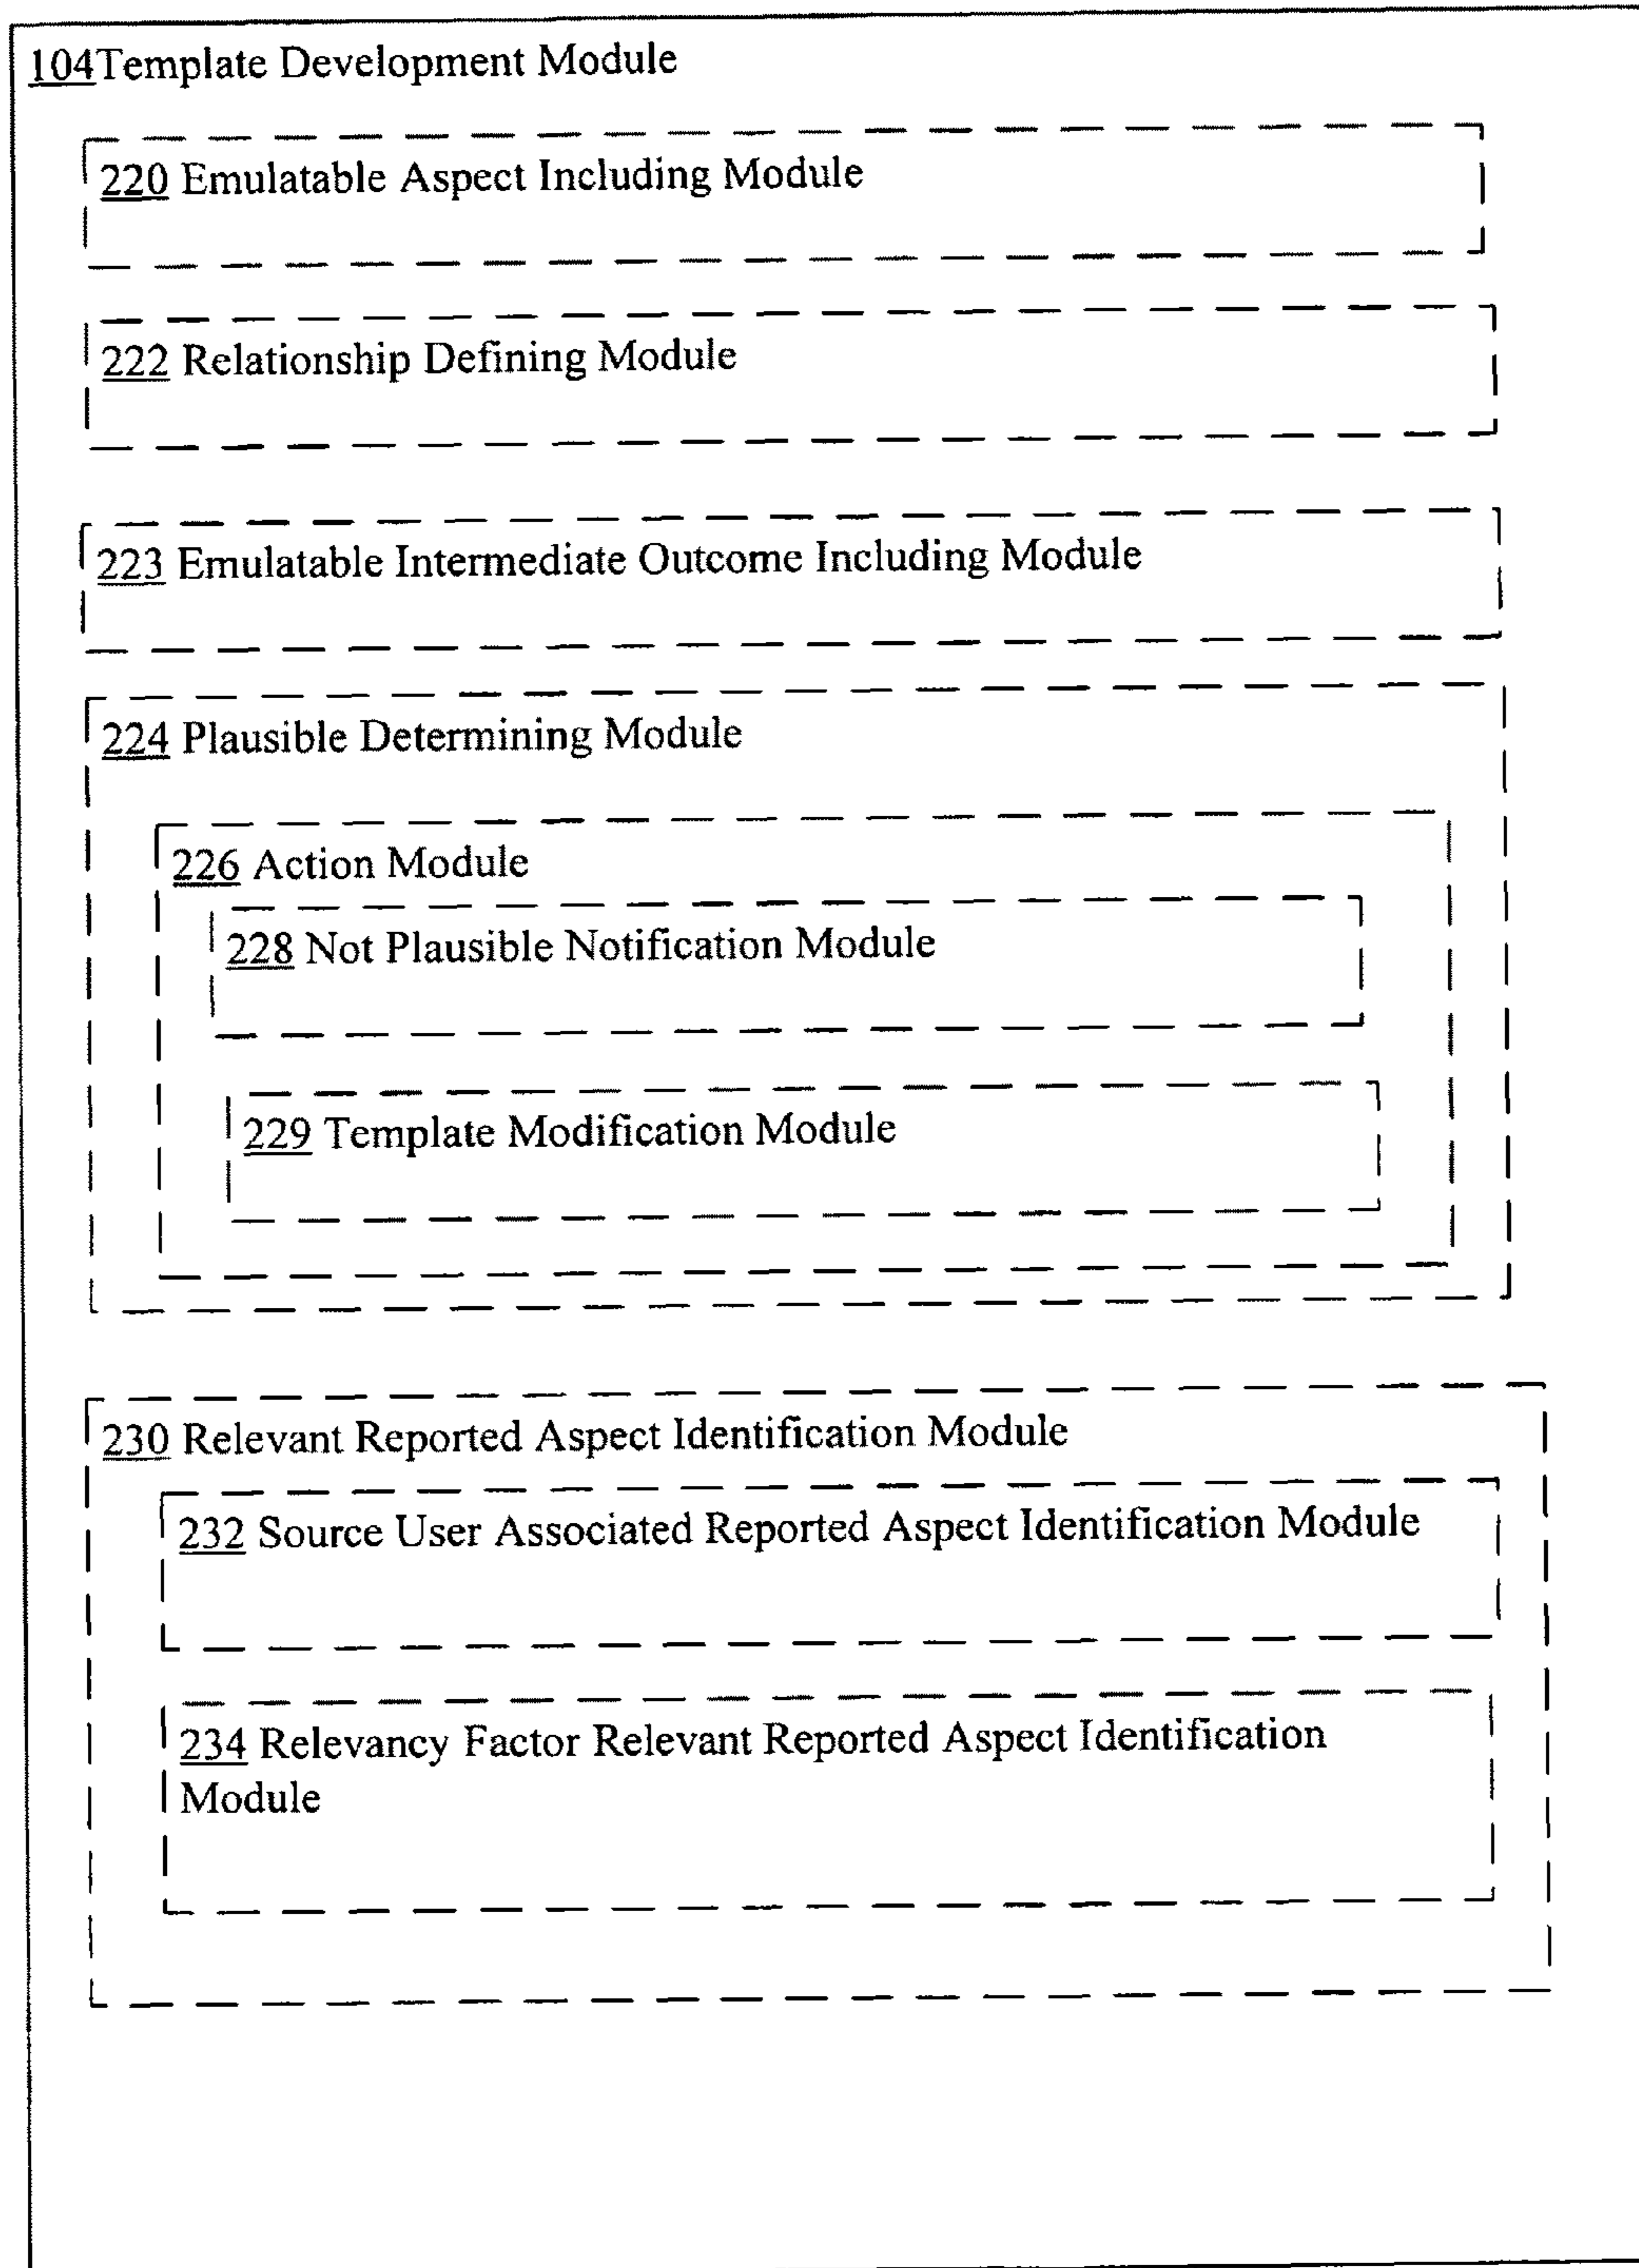 104Template Development Module
220 Emulatable Aspect Including Module
222 Relationship Defining Module
223 Emulatable Intermediate Outcome Including Module
224 Plausible Determining Module
226 Action Module
228 Not Plausible Notification Module
229 Template Modification Module
230 Relevant Reported Aspect Identification Module
232 Source User Associated Reported Aspect Identification Module
234 Relevancy Factor Relevant Reported Aspect Identification
Module